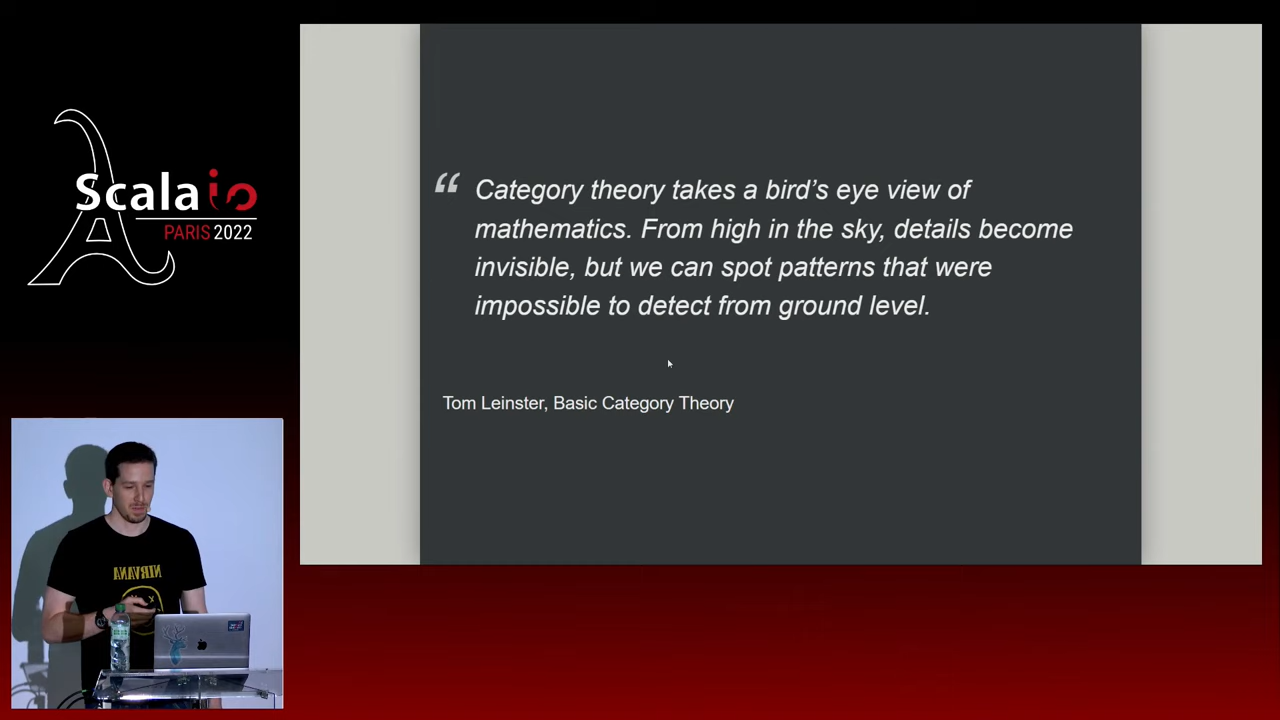 Scala io
PARIS 2022
“ Category theory takes a bird’s eye view of
mathematics. From high in the sky, details become
invisible, but we can spot patterns that were
impossible to detect from ground level.
Tom Leinster, Basic Category Theory
NIRVANA